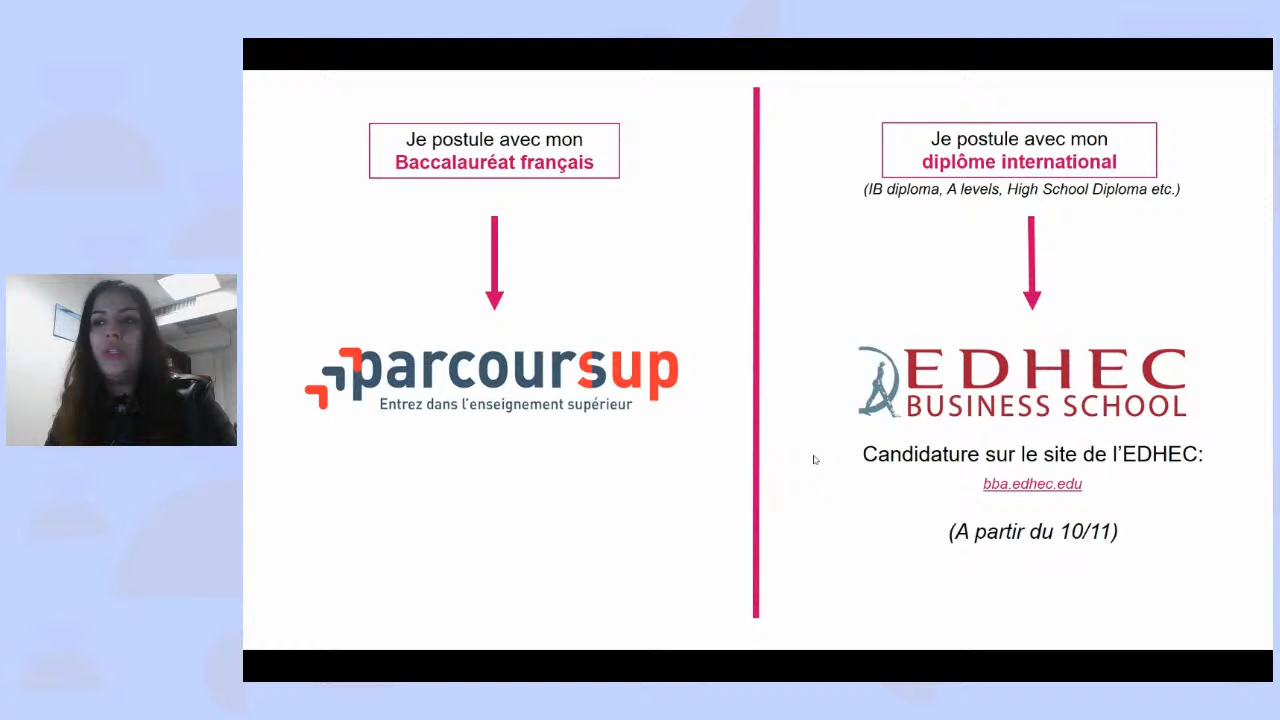 Je postule avec mon
Baccalauréat français
parcoursup
Entrez dans l'enseignement supérieur
Je postule avec mon
diplôme international
(IB diploma, A levels, High School Diploma etc.)
EDHEC
BUSINESS SCHOOL
Candidature sur le site de l'EDHEC:
bba.edhec.edu
(A partir du 10/11)